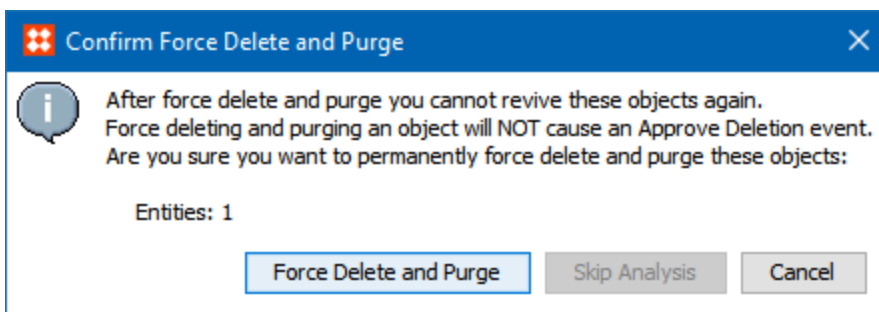 Confirm Force Delete and Purge
After force delete and purge you cannot revive these objects again.
Force deleting and purging an object will NOT cause an Approve Deletion event.
Are you sure you want to permanently force delete and purge these objects:
Entities: 1
Force Delete and Purge Skip Analysis Cancel